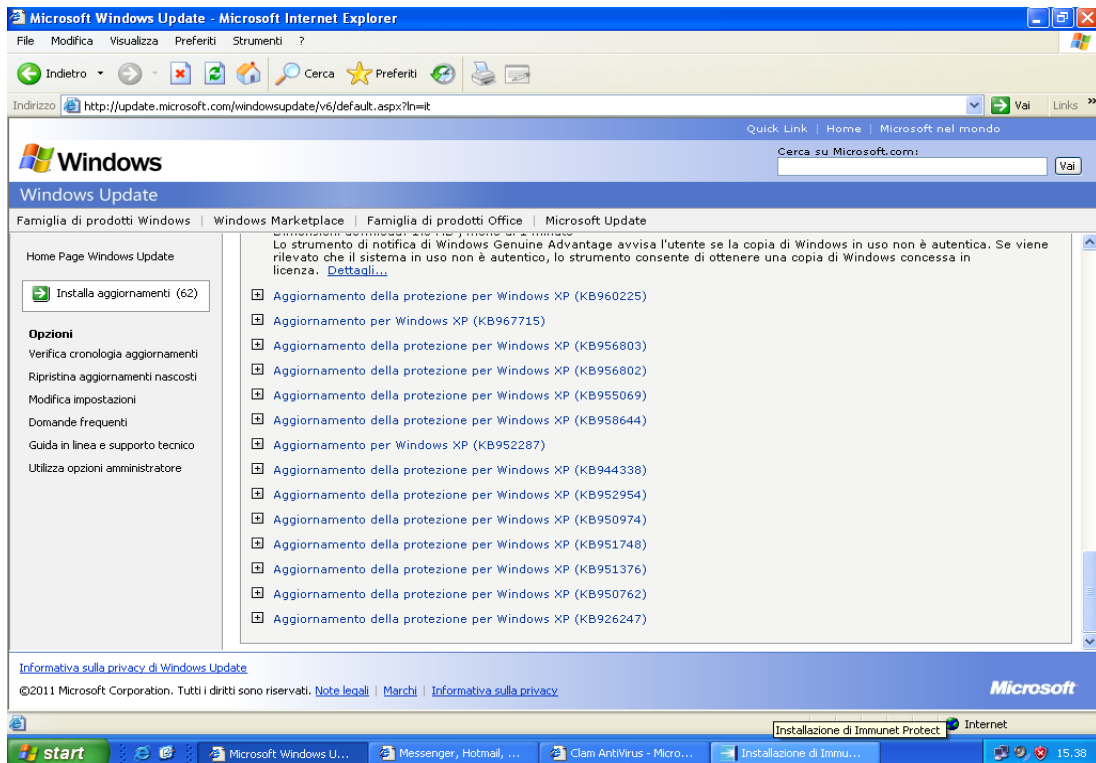 Microsoft Windows Update - Microsoft Internet Explorer
File Modifica Visualizza Preferiti Strumenti ?
Indietro Cerca Preferiti
Indirizzo http://update.microsoft.com/windowsupdate/v6/default.aspx?ln=it Vai Links »
Quick Link | Home | Microsoft nel mondo
Windows
Cerca su Microsoft.com:
Vai
Windows Update
Famiglia di prodotti Windows | Windows Marketplace | Famiglia di prodotti Office | Microsoft Update
Home Page Windows Update
Installa aggiornamenti (62)
Opzioni
Verifica cronologia aggiornamenti
Ripristina aggiornamenti nascosti
Modifica impostazioni
Domande frequenti
Guida in linea e supporto tecnico
Utilizza opzioni amministratore
Lo strumento di notifica di Windows Genuine Advantage avvisa l'utente se la copia di Windows in uso non è autentica. Se viene
rilevato che il sistema in uso non è autentico, lo strumento consente di ottenere una copia di Windows concessa in
licenza. Dettagli...
Aggiornamento della protezione per Windows XP (KB960225)
Aggiornamento per Windows XP (KB967715)
Aggiornamento della protezione per Windows XP (KB956803)
Aggiornamento della protezione per Windows XP (KB956802)
Aggiornamento della protezione per Windows XP (KB955069)
Aggiornamento della protezione per Windows XP (KB958644)
Aggiornamento per Windows XP (KB952287)
Aggiornamento della protezione per Windows XP (KB944338)
Aggiornamento della protezione per Windows XP (KB952954)
Aggiornamento della protezione per Windows XP (KB950974)
Aggiornamento della protezione per Windows XP (KB951748)
Aggiornamento della protezione per Windows XP (KB951376)
Aggiornamento della protezione per Windows XP (KB950762)
Aggiornamento della protezione per Windows XP (KB926247)
Informativa sulla privacy di Windows Update
©2011 Microsoft Corporation. Tutti i diritti sono riservati. Note legali | Marchi | Informativa sulla privacy
Microsoft
Installazione di Immunet Protect
Internet
start
Microsoft Windows U...
Messenger, Hotmail, ...
Clam AntiVirus - Micro...
Installazione di Immu...
15.38